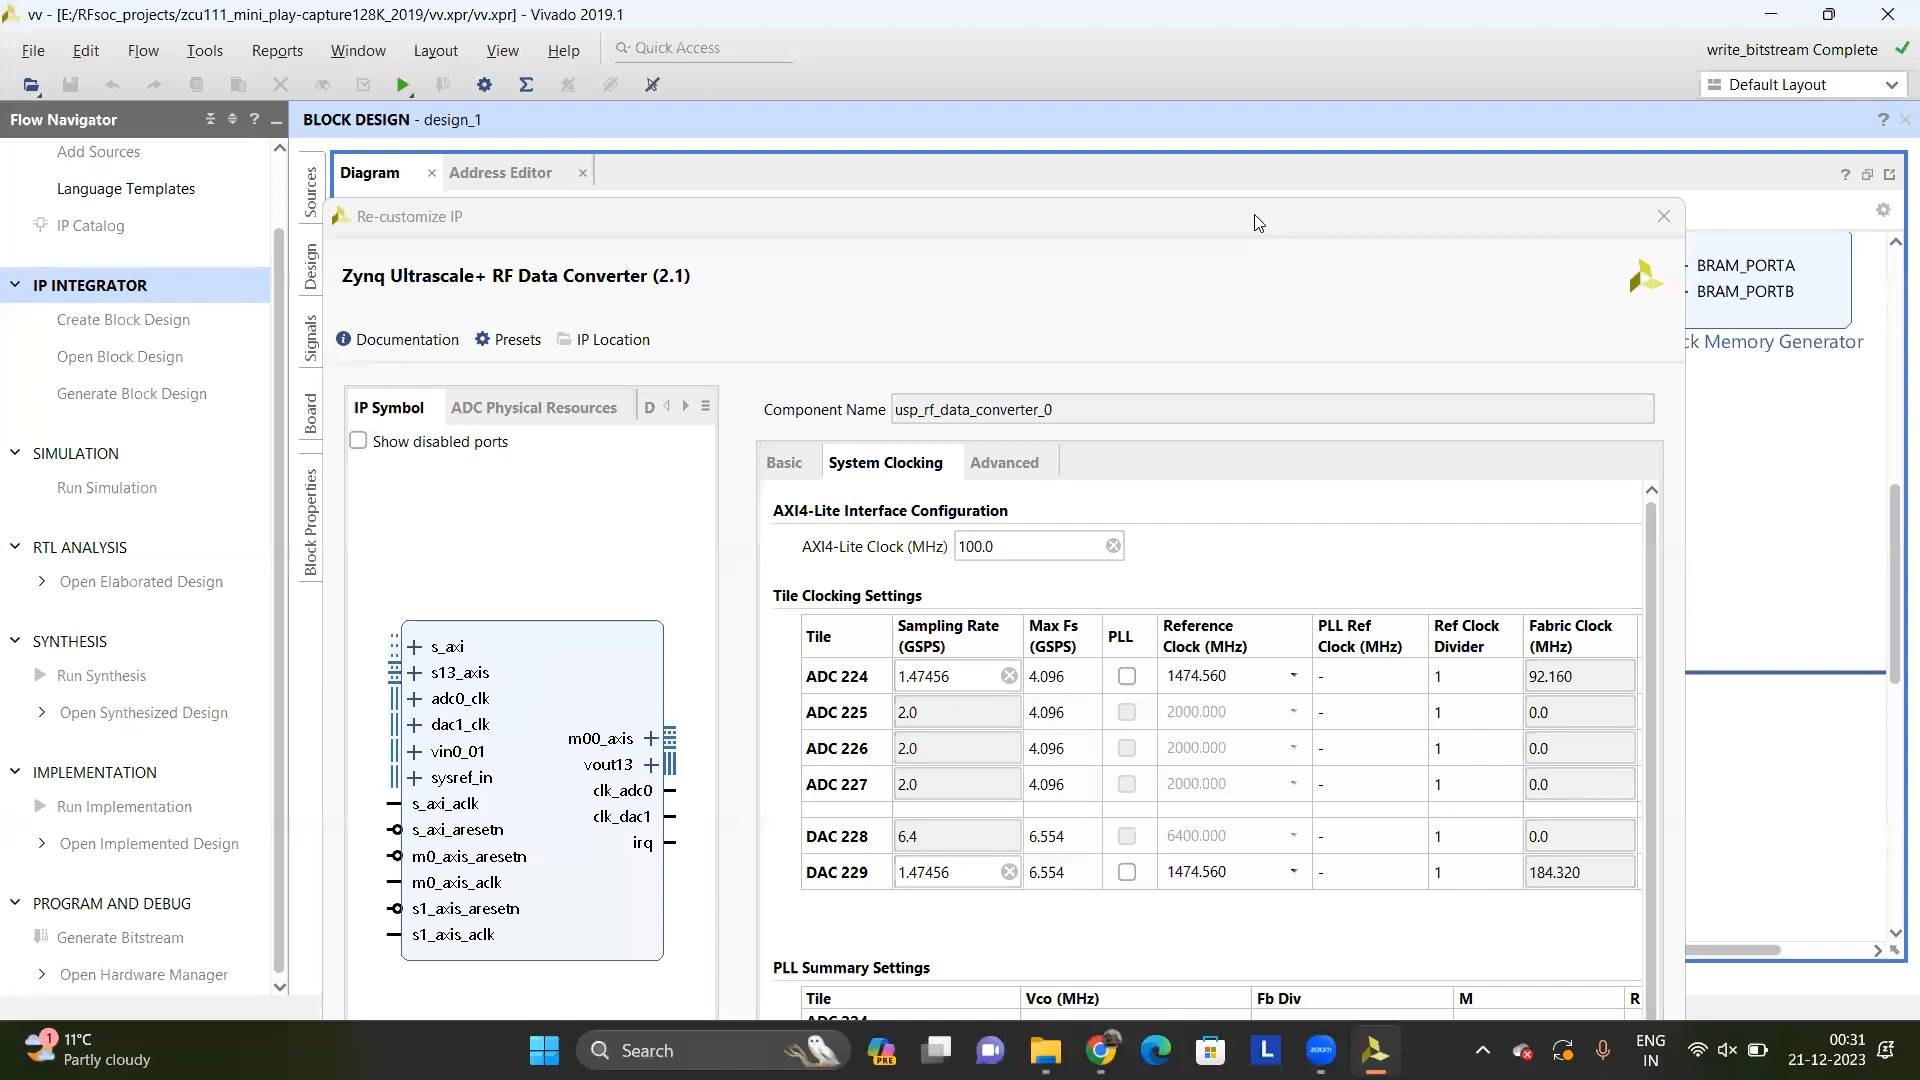 vv - [E:/RFsoc_projects/zcu111_mini_play-capture128K_2019/vv.xpr/vv.xpr] - Vivado 2019.1
File Edit Flow Tools Reports Window Layout View Help Quick Access
write_bitstream Complete
Default Layout
Flow Navigator
BLOCK DESIGN - design_1
Add Sources
Language Templates
IP Catalog
IP INTEGRATOR
Create Block Design
Open Block Design
Generate Block Design
SIMULATION
Run Simulation
RTL ANALYSIS
Open Elaborated Design
SYNTHESIS
Run Synthesis
Open Synthesized Design
IMPLEMENTATION
Run Implementation
Open Implemented Design
PROGRAM AND DEBUG
Generate Bitstream
Open Hardware Manager
Sources
Design
Signals
Board
Block Properties
Diagram Address Editor
Re-customize IP
Zynq Ultrascale+ RF Data Converter (2.1)
Documentation Presets IP Location
IP Symbol ADC Physical Resources D
Show disabled ports
s_axi
s13_axis
adc0_clk
dac1_clk
vin0_01
sysref_in
s_axi_aclk
s_axi_aresetn
m0_axis_aresetn
m0_axis_aclk
s1_axis_aresetn
s1_axis_aclk
m00_axis
vout13
clk_adc0
clk_dac1
irq
Component Name usp_rf_data_converter_0
Basic System Clocking Advanced
AXI4-Lite Interface Configuration
AXI4-Lite Clock (MHz) 100.0
Tile Clocking Settings
Tile Sampling Rate (GSPS) Max Fs (GSPS) PLL Reference Clock (MHz) PLL Ref Clock (MHz) Ref Clock Divider Fabric Clock (MHz)
ADC 224 1.47456 4.096 1474.560 - 1 92.160
ADC 225 2.0 4.096 2000.000 - 1 0.0
ADC 226 2.0 4.096 2000.000 - 1 0.0
ADC 227 2.0 4.096 2000.000 - 1 0.0
DAC 228 6.4 6.554 6400.000 - 1 0.0
DAC 229 1.47456 6.554 1474.560 - 1 184.320
PLL Summary Settings
Tile Vco (MHz) Fb Div M R
BRAM_PORTA
BRAM_PORTB
ck Memory Generator
1
11°C
Partly cloudy
Search
PRE
L
zoom
ENG
IN
00:31
21-12-2023